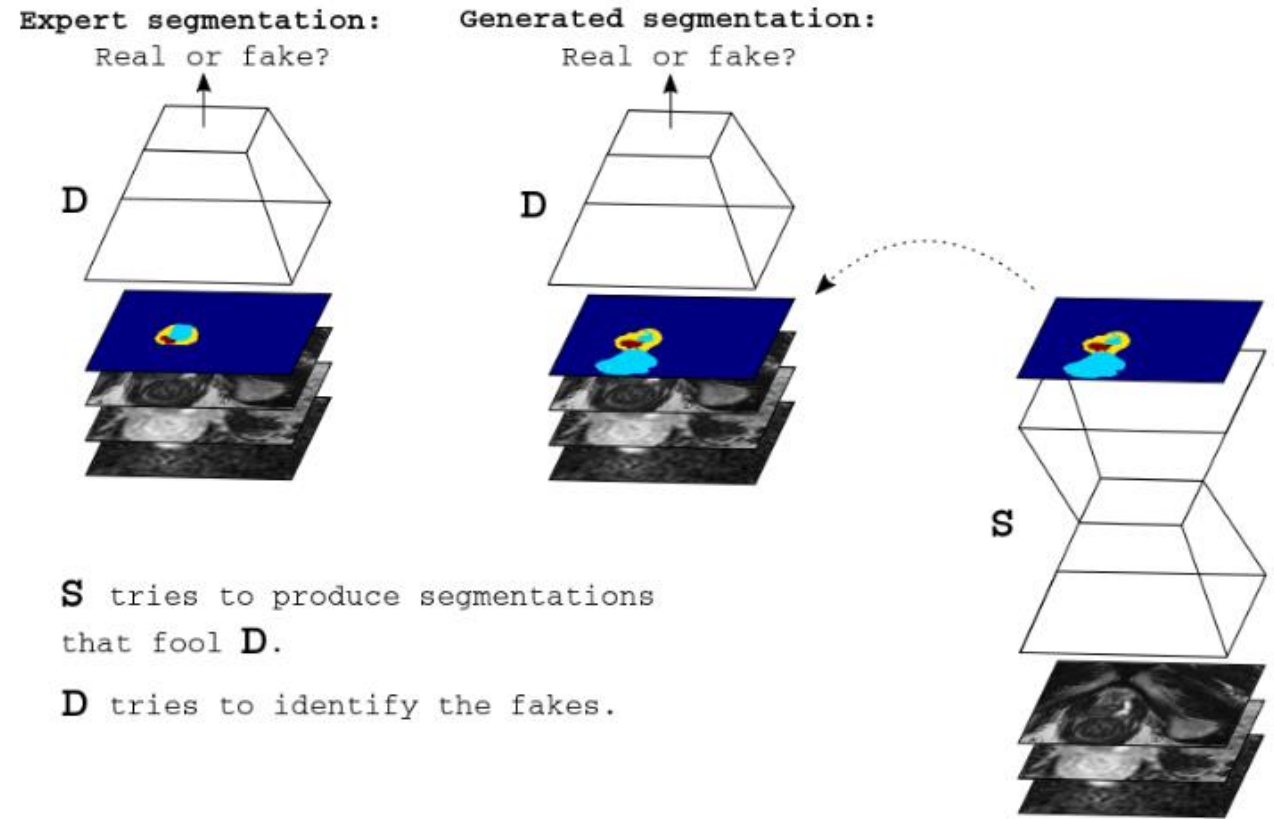 Expert segmentation:
Real or fake?
Generated segmentation:
Real or fake?
D
D
S
S tries to produce segmentations
that fool D.
D tries to identify the fakes.